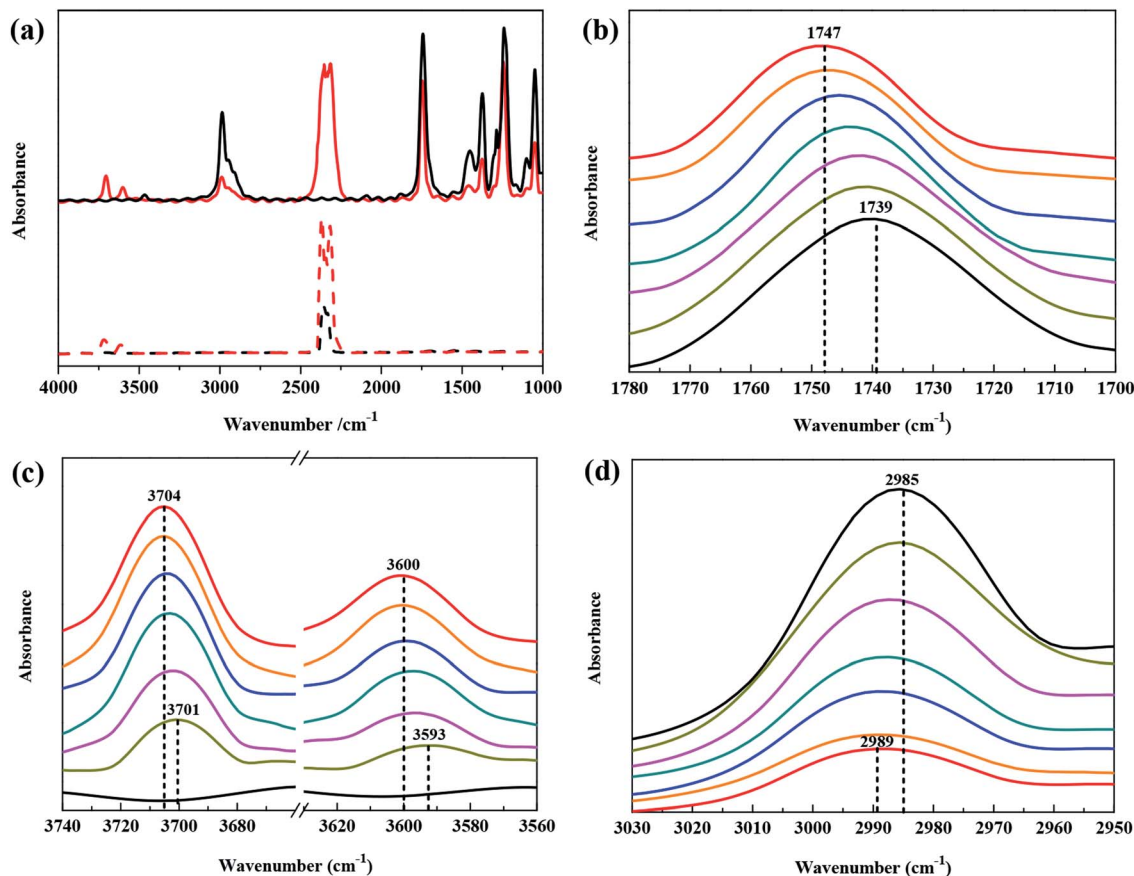 (a)
Absorbance
4000 3500 3000 2500 2000 1500 1000
Wavenumber /cm-1
(b)
1747
1739
Absorbance
1780 1770 1760 1750 1740 1730 1720 1710 1700
Wavenumber (cm-1)
(c)
3704
3701
3600
3593
Absorbance
3740 3720 3700 3680 3620 3600 3580 3560
Wavenumber (cm-1)
(d)
2985
2989
Absorbance
3030 3020 3010 3000 2990 2980 2970 2960 2950
Wavenumber (cm-1)